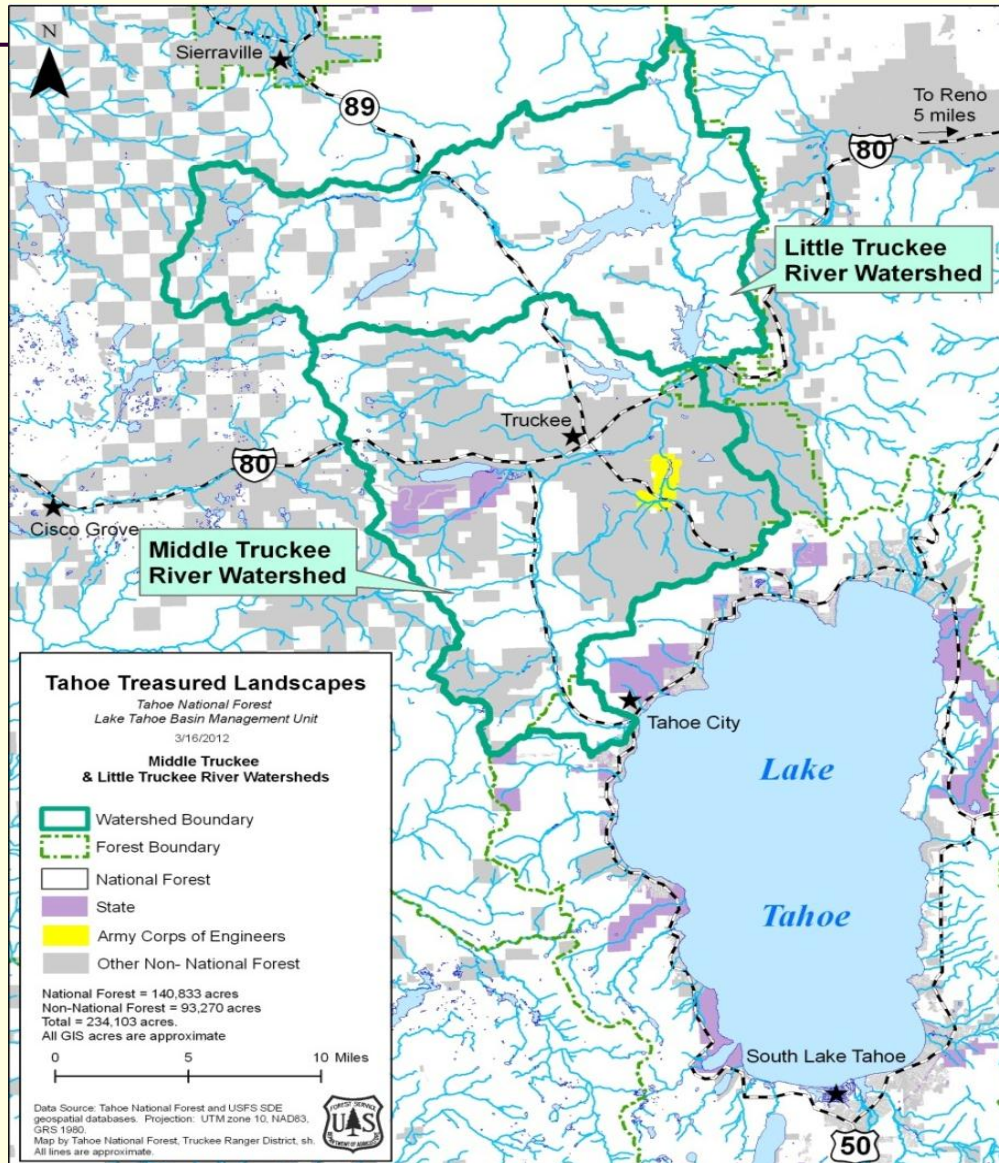 N
Sierraville
89
To Reno
5 miles
80
Little Truckee
River Watershed
Truckee
80
Cisco Grove
Middle Truckee
River Watershed
Tahoe City
Lake
Tahoe
South Lake Tahoe
50
Tahoe Treasured Landscapes
Tahoe National Forest
Lake Tahoe Basin Management Unit
3/16/2012
Middle Truckee
& Little Truckee River Watersheds
Watershed Boundary
Forest Boundary
National Forest
State
Army Corps of Engineers
Other Non- National Forest
National Forest = 140,833 acres
Non-National Forest = 93,270 acres
Total = 234,103 acres.
All GIS acres are approximate
0 5 10 Miles
Data Source: Tahoe National Forest and USFS SDE
geospatial databases. Projection: UTM zone 10, NAD83,
GRS 1980.
Map by Tahoe National Forest, Truckee Ranger District, sh.
All lines are approximate.
FOREST SERVICE
U S
DEPARTMENT OF AGRICULTURE